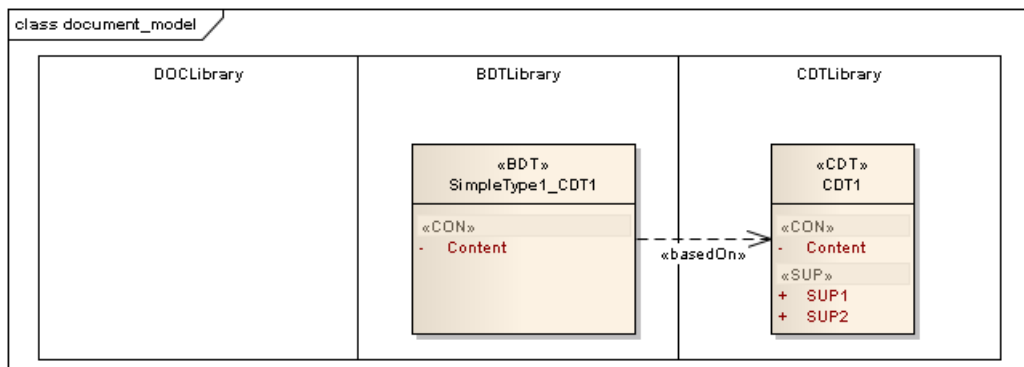 class document_model
DOCLibrary
BDTLibrary
CDTLibrary
«BDT»
SimpleType1_CDT1
«CON»
- Content
«basedOn»
«CDT»
CDT1
«CON»
- Content
«SUP»
+ SUP1
+ SUP2